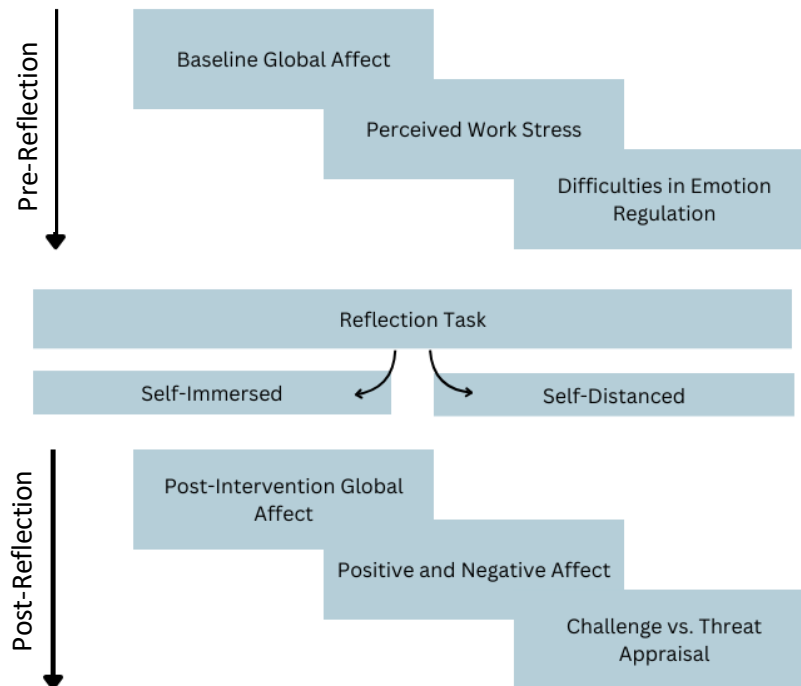 Pre-Reflection
Baseline Global Affect
Perceived Work Stress
Difficulties in Emotion
Regulation
Reflection Task
Self-Immersed
Self-Distanced
Post-Reflection
Post-Intervention Global
Affect
Positive and Negative Affect
Challenge vs. Threat
Appraisal